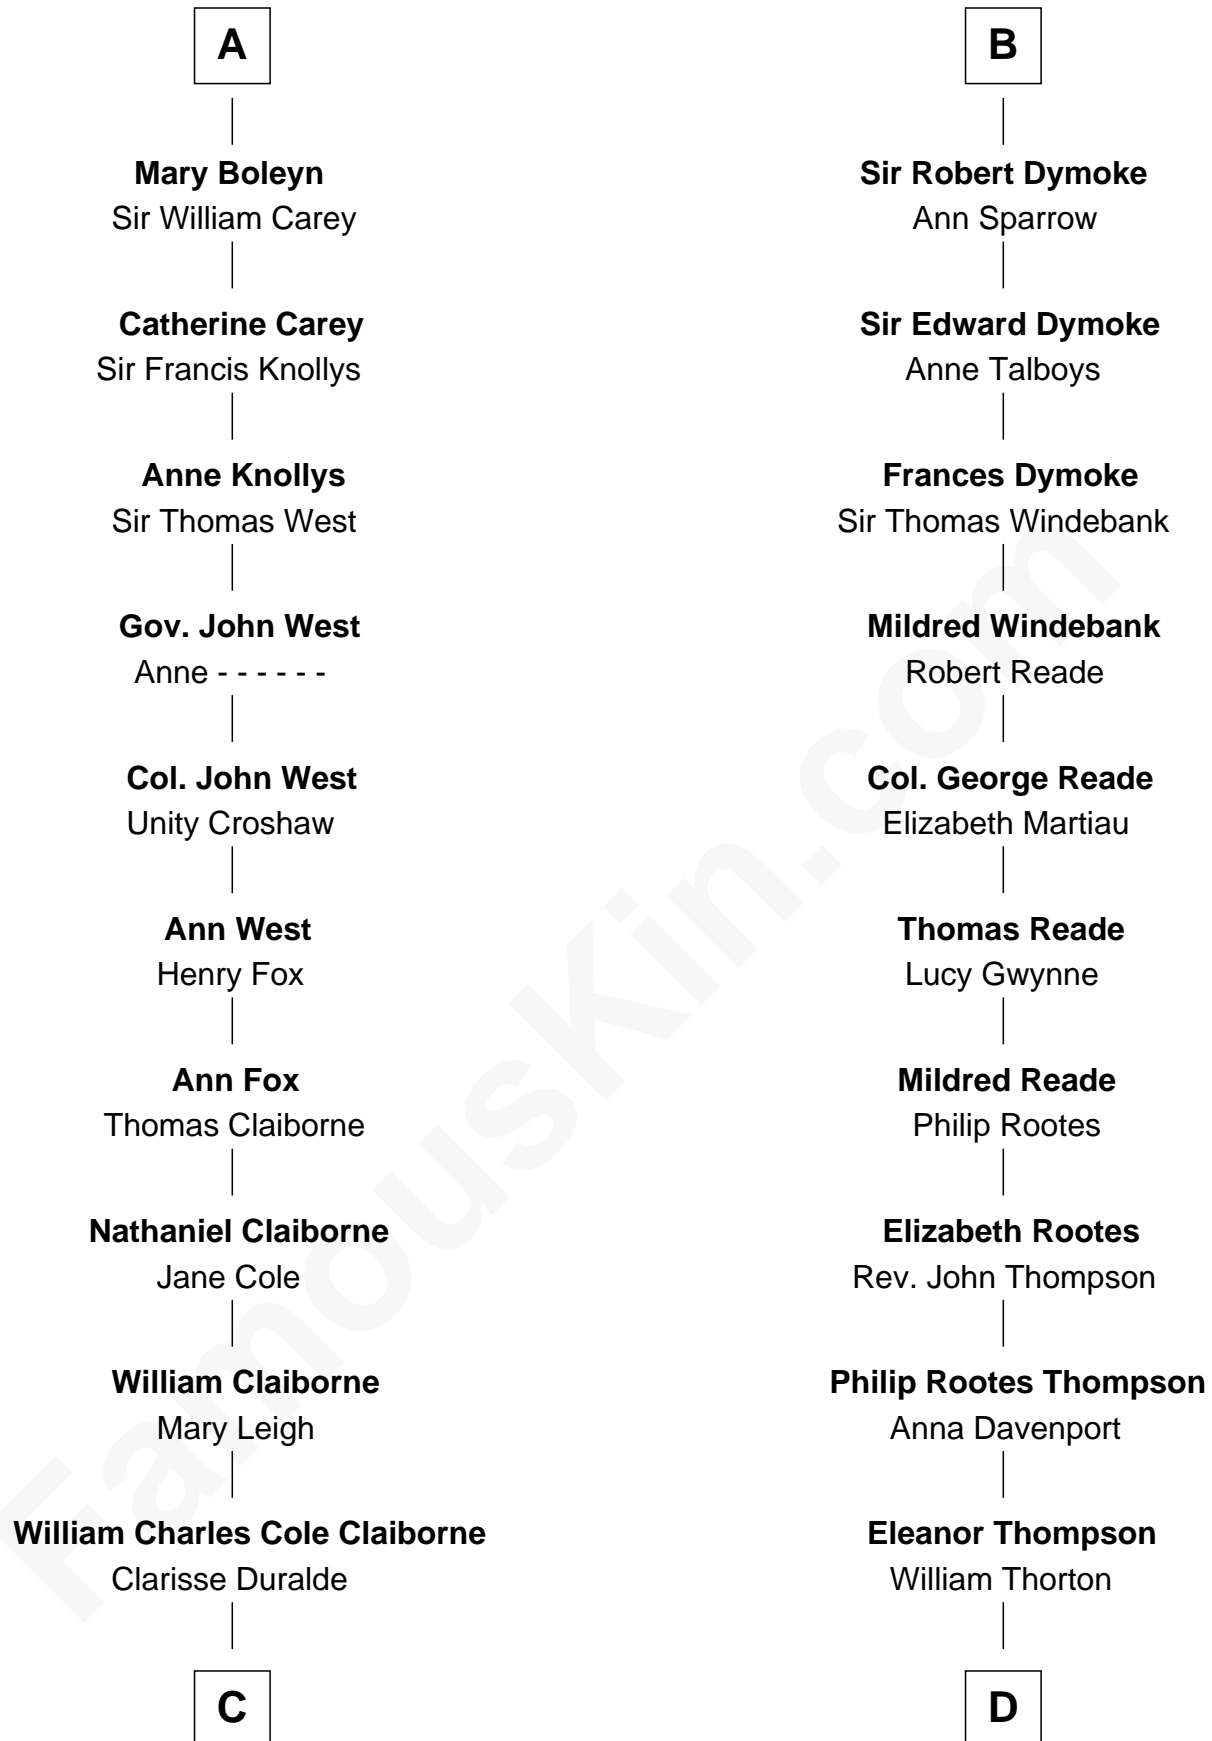 A
Mary Boleyn
Sir William Carey
Catherine Carey
Sir Francis Knollys
Anne Knollys
Sir Thomas West
Gov. John West
Anne - - - - - -
Col. John West
Unity Croshaw
Ann West
Henry Fox
Ann Fox
Thomas Claiborne
Nathaniel Claiborne
Jane Cole
William Claiborne
Mary Leigh
William Charles Cole Claiborne
Clarisse Duralde
C
B
Sir Robert Dymoke
Ann Sparrow
Sir Edward Dymoke
Anne Talboys
Frances Dymoke
Sir Thomas Windebank
Mildred Windebank
Robert Reade
Col. George Reade
Elizabeth Martiau
Thomas Reade
Lucy Gwynne
Mildred Reade
Philip Rootes
Elizabeth Rootes
Rev. John Thompson
Philip Rootes Thompson
Anna Davenport
Eleanor Thompson
William Thorton
D
FamousKin.com